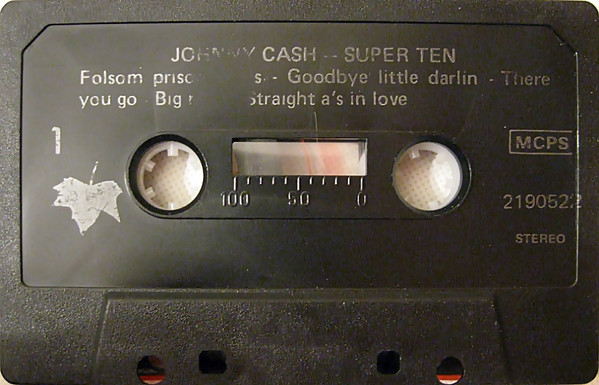 JOHNNY CASH -- SUPER TEN
Folsom - Goodbye little darlin - There
you go - Big Straight a's in love
1
MCPS
100 50 0
2190522
STEREO